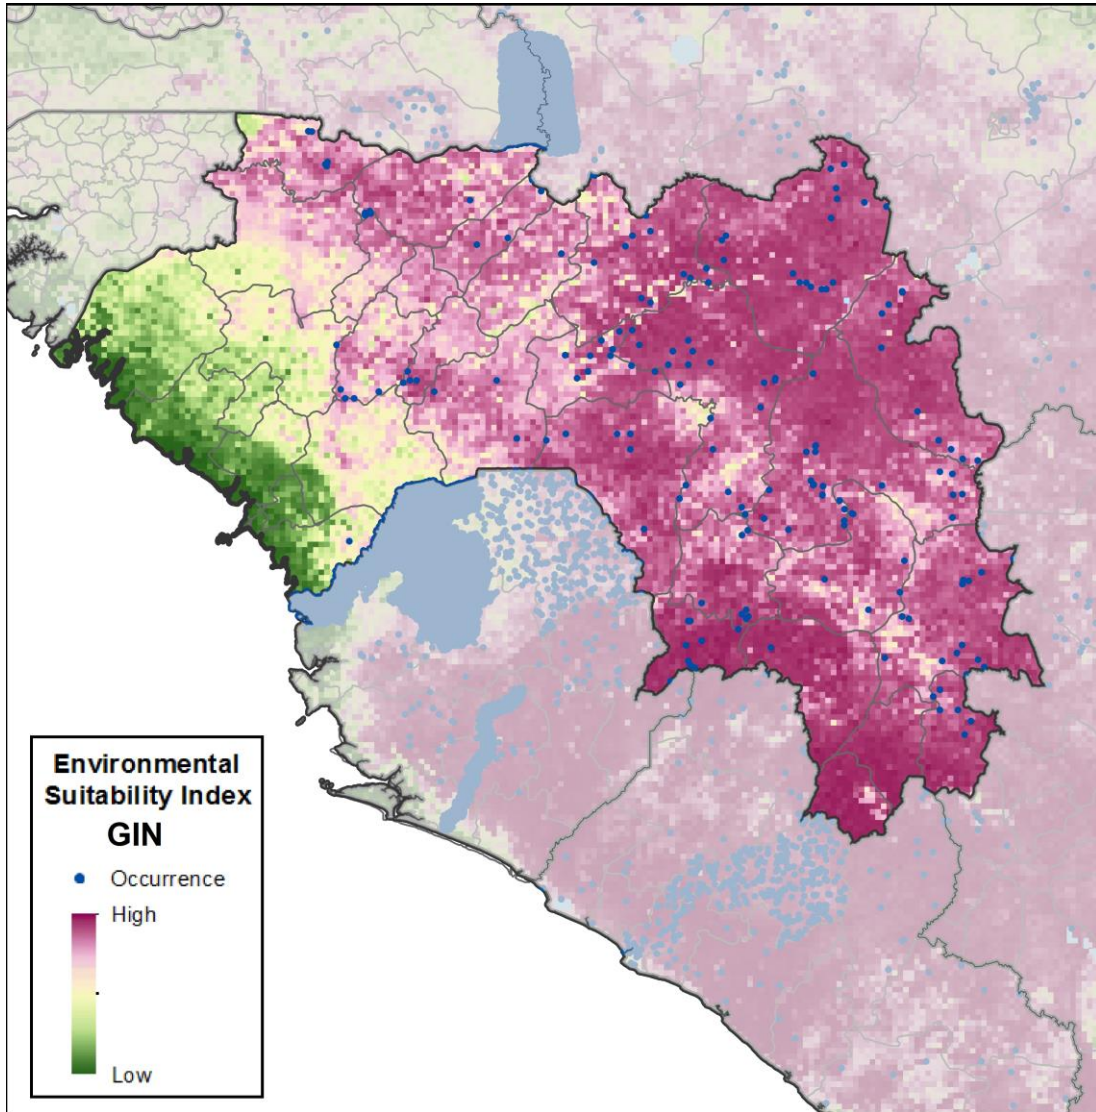 Environmental
Suitability Index
GIN
Occurrence
High
Low